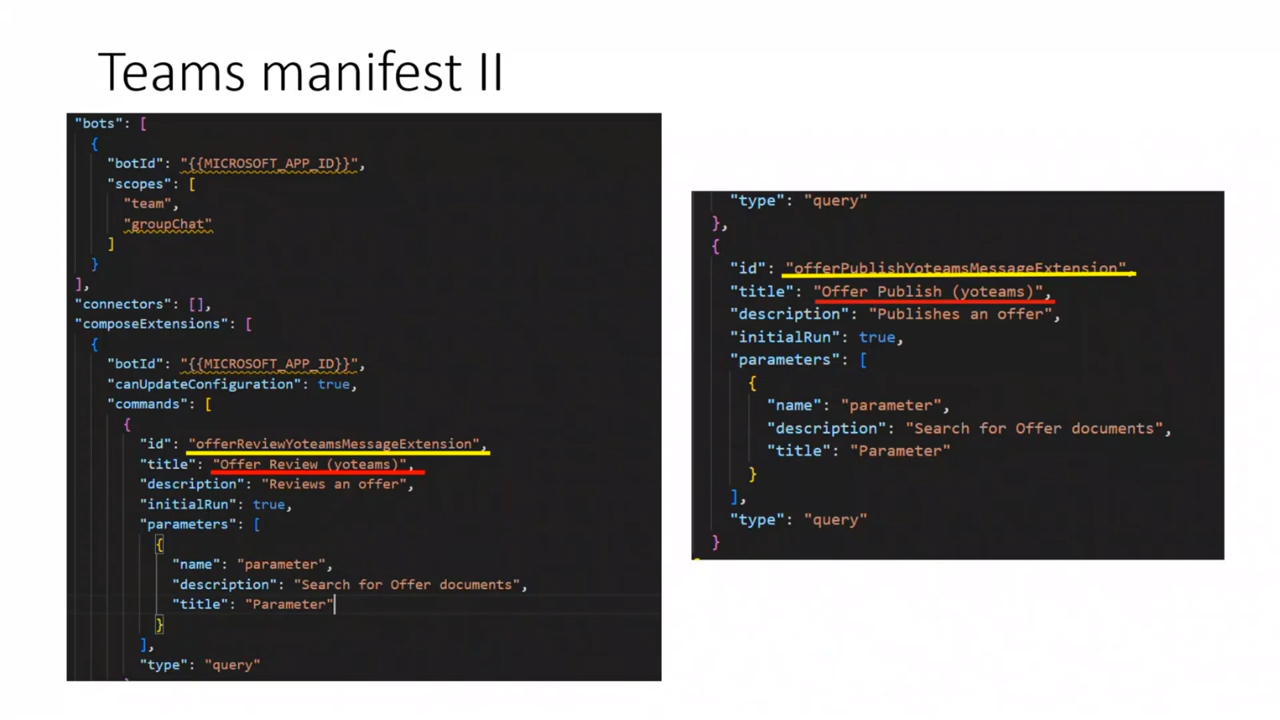 Teams manifest II
"bots": [
{
"botId": "{{MICROSOFT_APP_ID}}",
"scopes": [
"team",
"groupChat"
]
}
],
"connectors": [],
"composeExtensions": [
{
"botId": "{{MICROSOFT_APP_ID}}",
"canUpdateConfiguration": true,
"commands": [
{
"id": "offerReviewYoteamsMessageExtension",
"title": "Offer Review (yoteams)",
"description": "Reviews an offer",
"initialRun": true,
"parameters": [
{
"name": "parameter",
"description": "Search for Offer documents",
"title": "Parameter"
}
],
"type": "query"
"type": "query"
},
{
"id": "offerPublishYoteamsMessageExtension",
"title": "Offer Publish (yoteams)",
"description": "Publishes an offer",
"initialRun": true,
"parameters": [
{
"name": "parameter",
"description": "Search for Offer documents",
"title": "Parameter"
}
],
"type": "query"
}